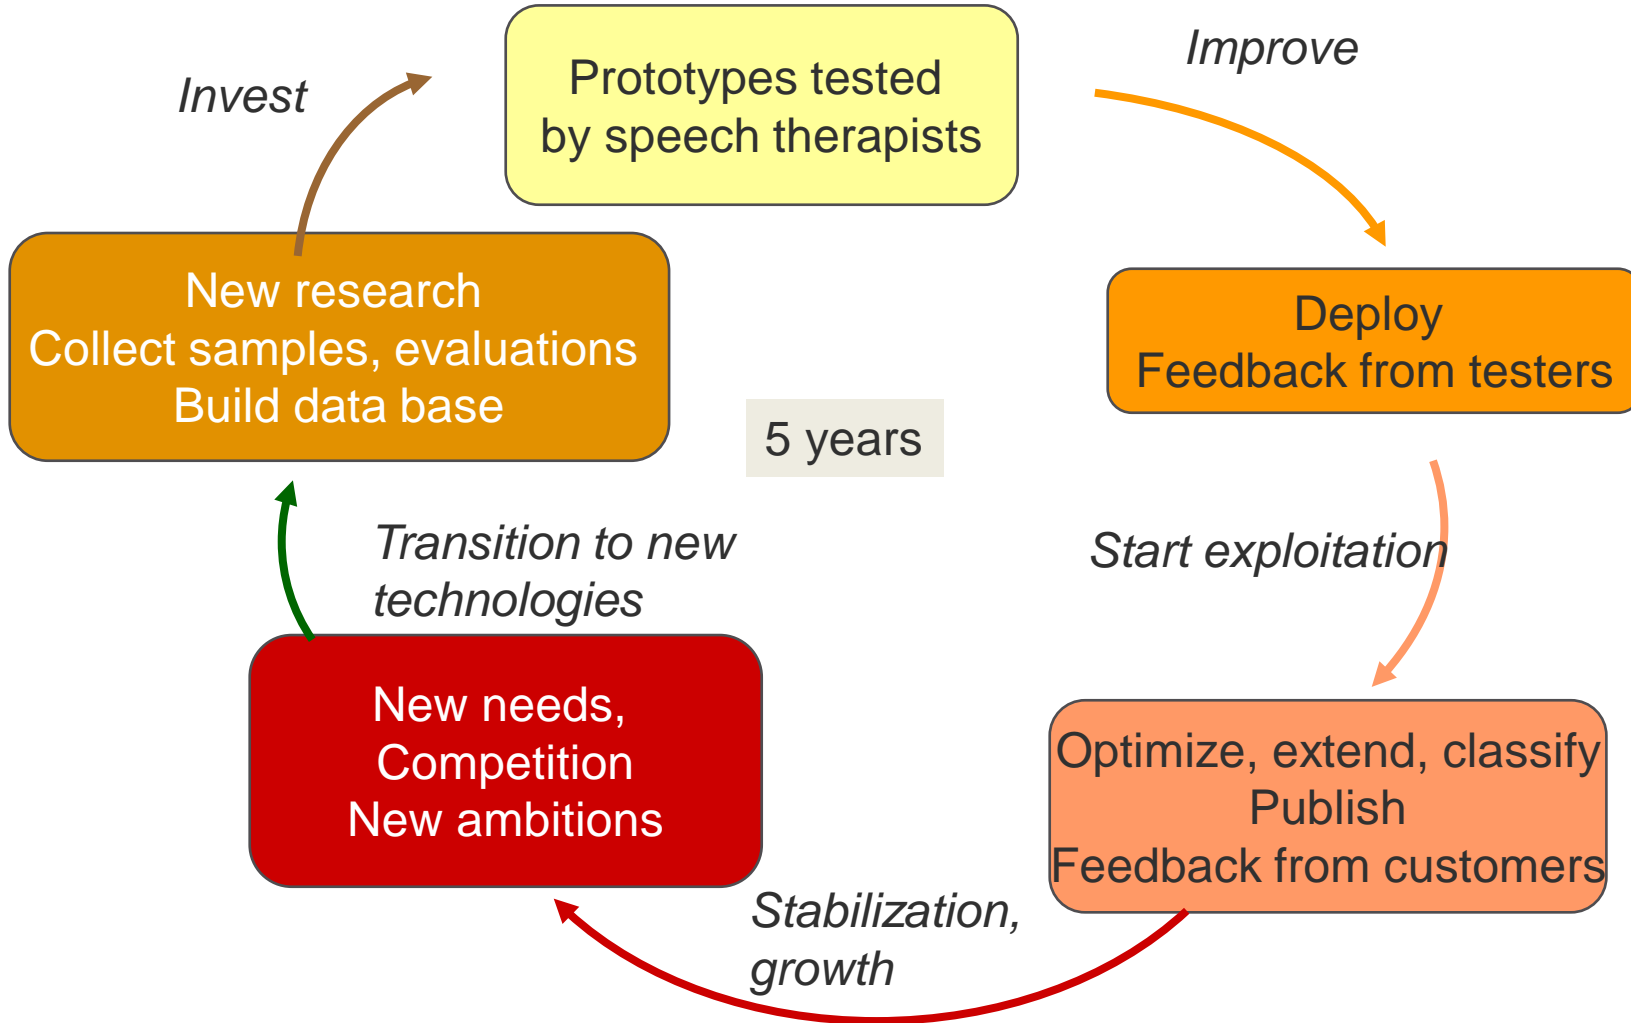 Invest
Prototypes tested
by speech therapists
Improve
New research
Collect samples, evaluations
Build data base
Deploy
Feedback from testers
5 years
Transition to new
technologies
Start exploitation
New needs,
Competition
New ambitions
Optimize, extend, classify
Publish
Feedback from customers
Stabilization,
growth